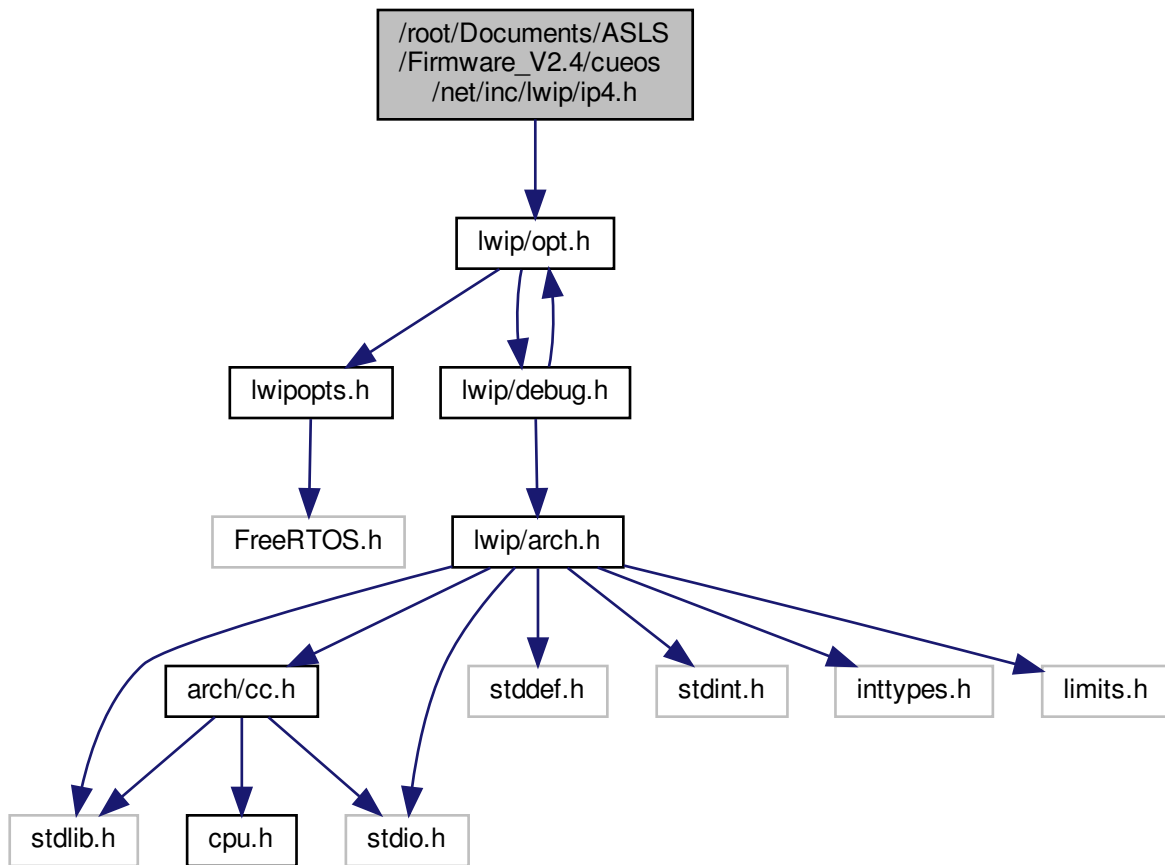 /root/Documents/ASLS
/Firmware_V2.4/cueos
/net/inc/lwip/ip4.h
lwip/opt.h
lwipopts.h
lwip/debug.h
FreeRTOS.h
lwip/arch.h
arch/cc.h
stddef.h
stdint.h
inttypes.h
limits.h
stdlib.h
cpu.h
stdio.h